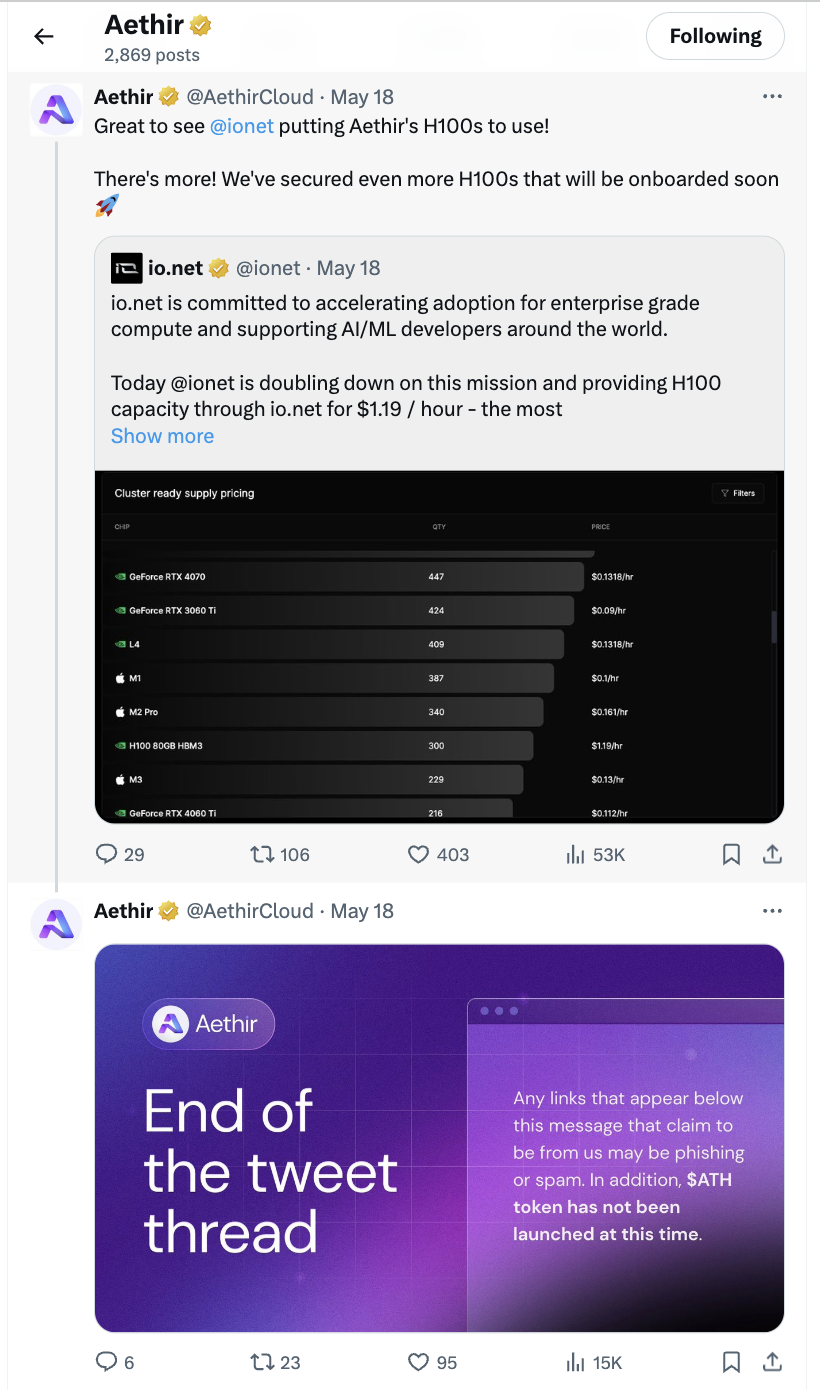 Aethir
2,869 posts
Following
Aethir @AethirCloud · May 18
Great to see @ionet putting Aethir's H100s to use!
There's more! We've secured even more H100s that will be onboarded soon
🚀
io.net @ionet · May 18
io.net is committed to accelerating adoption for enterprise grade
compute and supporting AI/ML developers around the world.
Today @ionet is doubling down on this mission and providing H100
capacity through io.net for $1.19 / hour - the most
Show more
Cluster ready supply pricing
Filters
CHIP QTY PRICE
GeForce RTX 4070 447 $0.1318/hr
GeForce RTX 3060 Ti 424 $0.09/hr
L4 409 $0.1318/hr
M1 387 $0.1/hr
M2 Pro 340 $0.161/hr
H100 80GB HBM3 300 $1.19/hr
M3 229 $0.13/hr
GeForce RTX 4060 Ti 216 $0.112/hr
29 106 403 53K
Aethir @AethirCloud · May 18
Aethir
End of
the tweet
thread
Any links that appear below
this message that claim to
be from us may be phishing
or spam. In addition, $ATH
token has not been
launched at this time.
6 23 95 15K